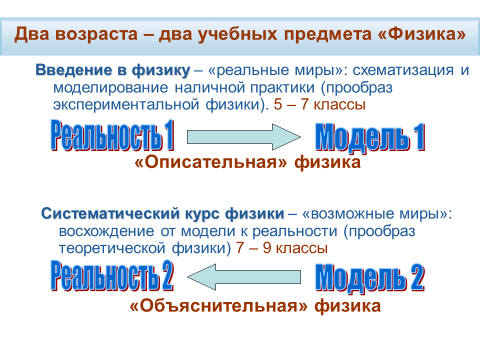 Два возраста – два учебных предмета «Физика»
Введение в физику – «реальные миры»: схематизация и
моделирование наличной практики (прообраз
экспериментальной физики). 5 – 7 классы
Реальность 1 Модель 1
«Описательная» физика
Систематический курс физики – «возможные миры»:
восхождение от модели к реальности (прообраз
теоретической физики) 7 – 9 классы
Реальность 2 Модель 2
«Объяснительная» физика